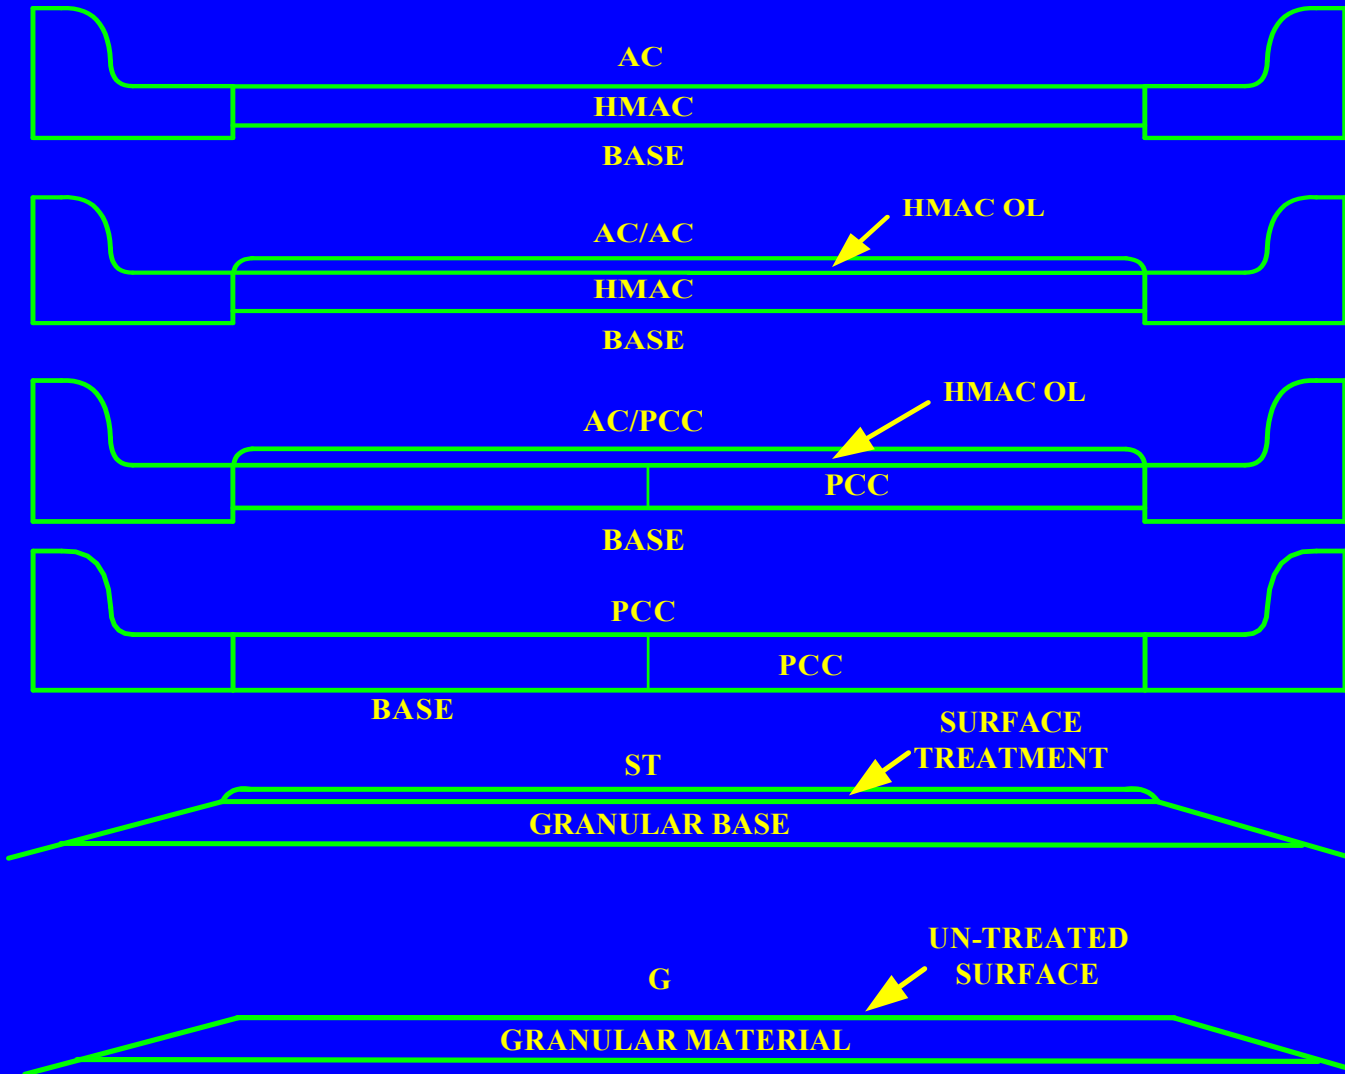 AC
HMAC
BASE
HMAC OL
AC/AC
HMAC
BASE
HMAC OL
AC/PCC
PCC
BASE
PCC
PCC
BASE
SURFACE
TREATMENT
ST
GRANULAR BASE
UN-TREATED
SURFACE
G
GRANULAR MATERIAL